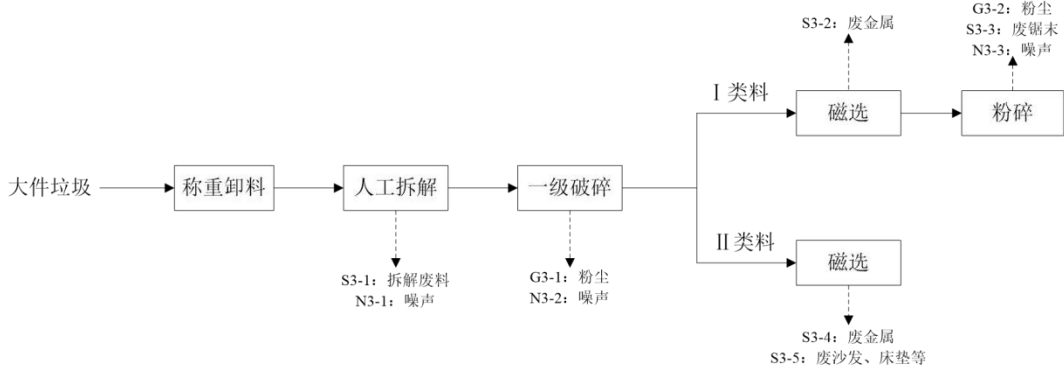 G3-2：粉尘
S3-3：废锯末
N3-3：噪声
S3-2：废金属
Ⅰ类料
磁选
粉碎
大件垃圾
称重卸料
人工拆解
一级破碎
Ⅱ类料
磁选
S3-1：拆解废料
N3-1：噪声
G3-1：粉尘
N3-2：噪声
S3-4：废金属
S3-5：废沙发、床垫等